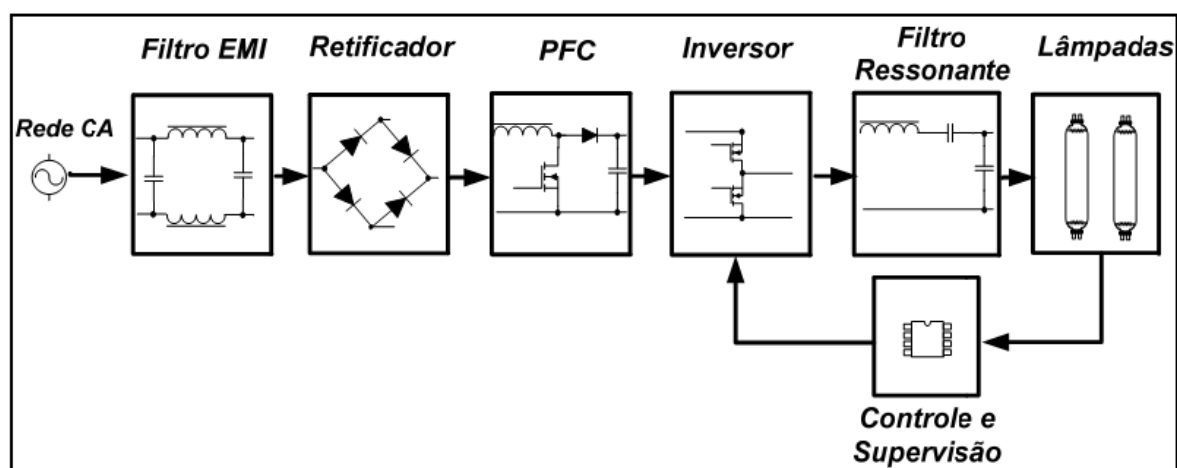 Rede CA
Filtro EMI
Retificador
PFC
Inversor
Filtro
Ressonante
Lâmpadas
Controle e
Supervisão